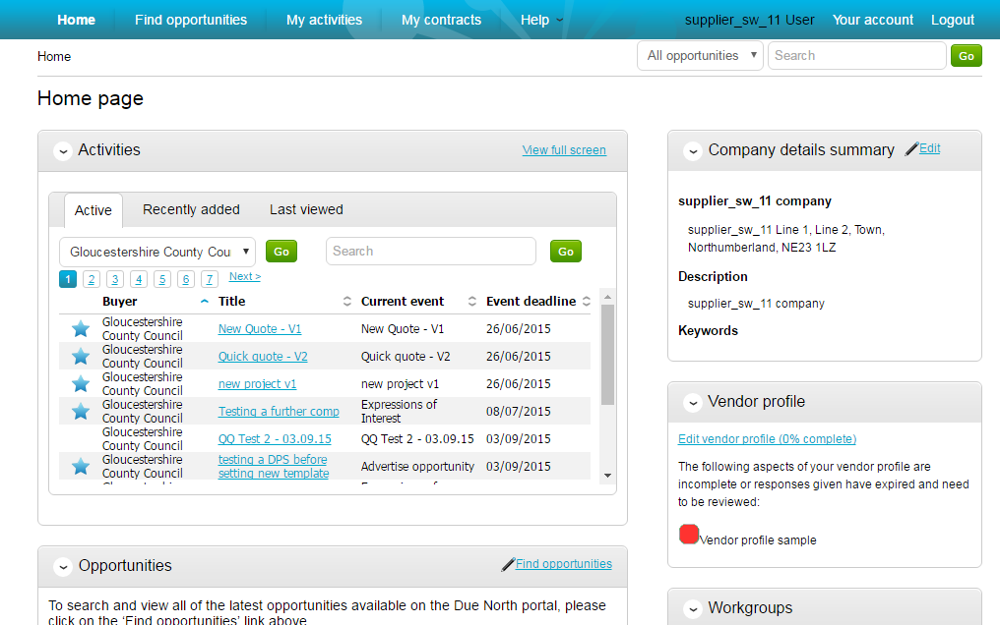 Home Find opportunities My activities My contracts Help supplier_sw_11 User Your account Logout
Home All opportunities Search Go
Home page
Activities View full screen
Active Recently added Last viewed
Gloucestershire County Cou Go Search Go
1 2 3 4 5 6 7 Next >
Buyer Title Current event Event deadline
Gloucestershire County Council New Quote - V1 New Quote - V1 26/06/2015
Gloucestershire County Council Quick quote - V2 Quick quote - V2 26/06/2015
Gloucestershire County Council new project v1 new project v1 26/06/2015
Gloucestershire County Council Testing a further comp Expressions of Interest 08/07/2015
Gloucestershire County Council QQ Test 2 - 03.09.15 QQ Test 2 - 03.09.15 03/09/2015
Gloucestershire County Council testing a DPS before setting new template Advertise opportunity 03/09/2015
Opportunities Find opportunities
To search and view all of the latest opportunities available on the Due North portal, please
click on the 'Find opportunities' link above
Company details summary Edit
supplier_sw_11 company
supplier_sw_11 Line 1, Line 2, Town,
Northumberland, NE23 1LZ
Description
supplier_sw_11 company
Keywords
Vendor profile
Edit vendor profile (0% complete)
The following aspects of your vendor profile are
incomplete or responses given have expired and need
to be reviewed:
Vendor profile sample
Workgroups